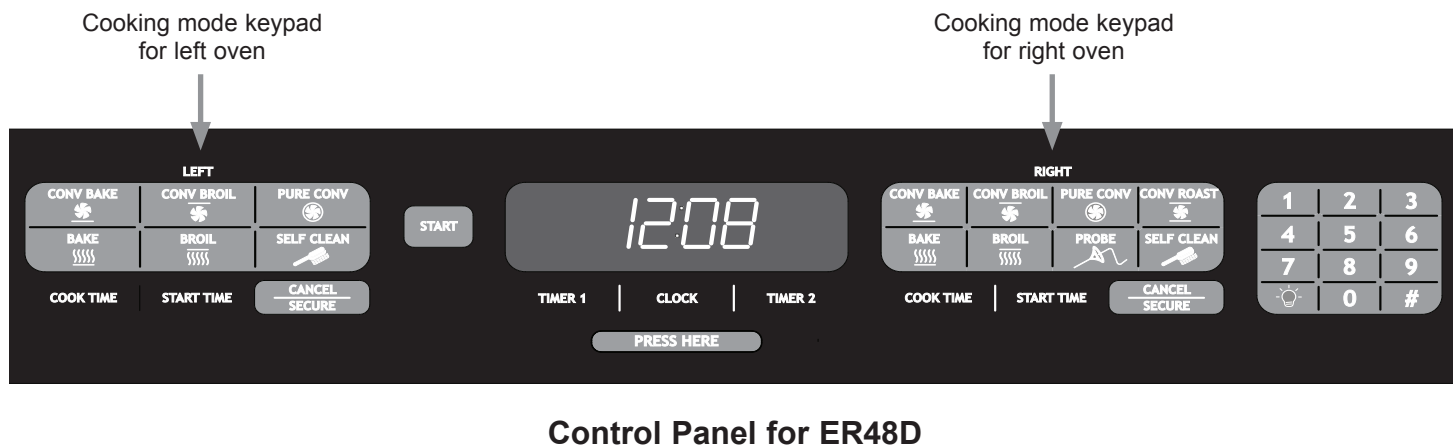 Cooking mode keypad
for left oven
Cooking mode keypad
for right oven
LEFT
CONV BAKE CONV BROIL PURE CONV
BAKE BROIL SELF CLEAN
COOK TIME START TIME CANCEL
SECURE
START
12:08
TIMER 1 CLOCK TIMER 2
PRESS HERE
RIGHT
CONV BAKE CONV BROIL PURE CONV CONV ROAST
BAKE BROIL PROBE SELF CLEAN
COOK TIME START TIME CANCEL
SECURE
1 2 3
4 5 6
7 8 9
0 #
Control Panel for ER48D